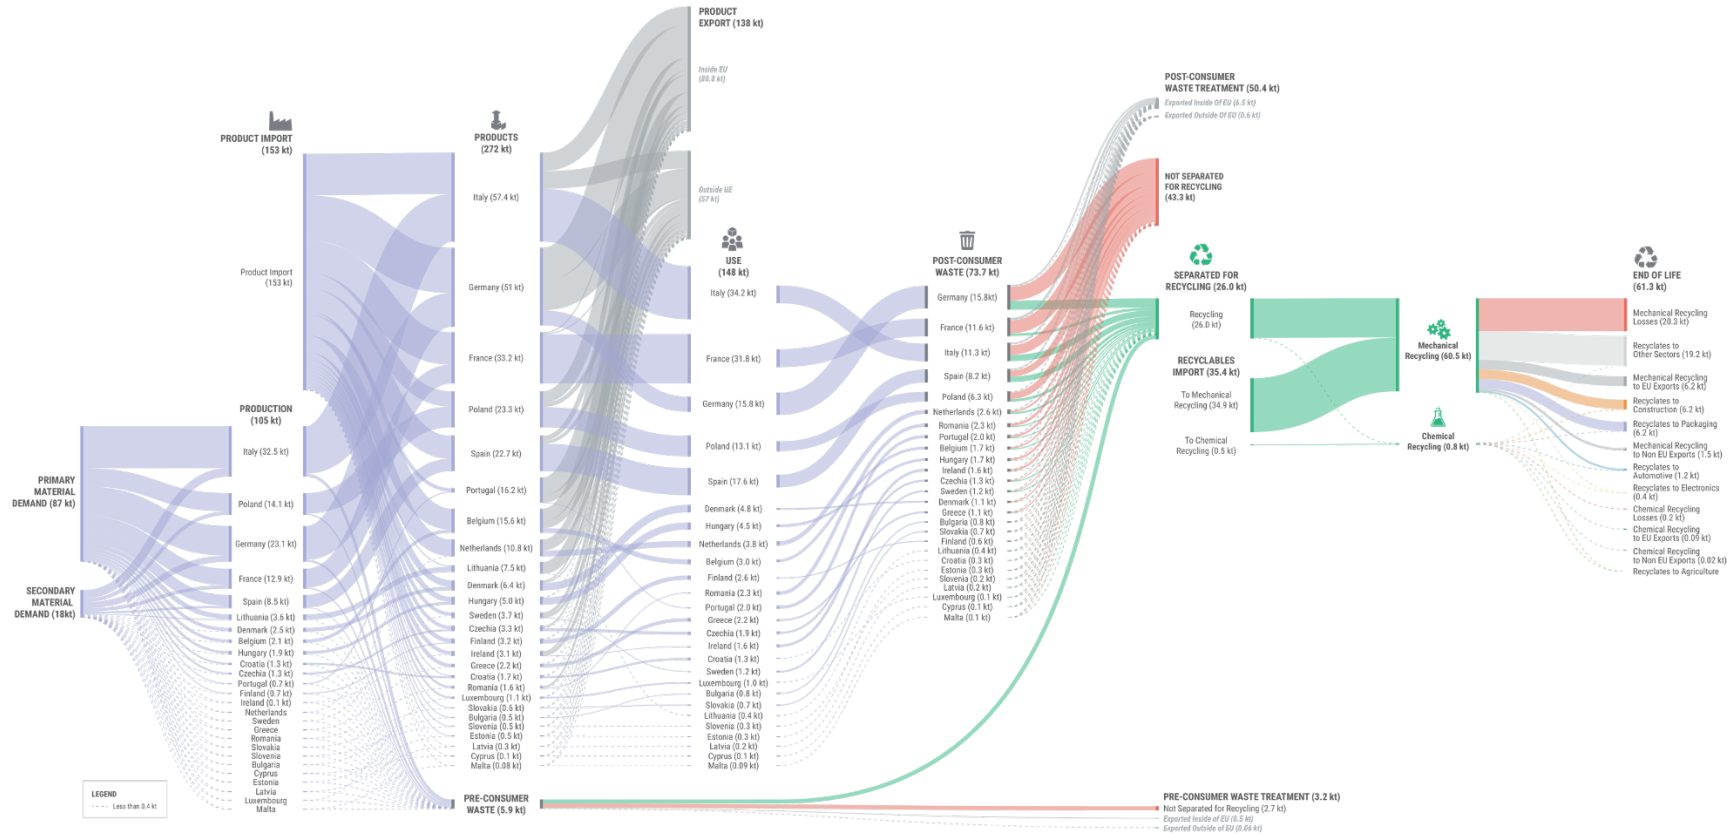 PRIMARY
MATERIAL
DEMAND (87 kt)
SECONDARY
MATERIAL
DEMAND (18kt)
LEGEND
Less than 0.4 kt
PRODUCT IMPORT
(153 kt)
Product Import
(153 kt)
PRODUCTION
(105 kt)
Italy (32.5 kt)
Poland (14.1 kt)
Germany (23.1 kt)
France (12.9 kt)
Spain (8.5 kt)
Lithuania (3.6 kt)
Denmark (2.5 kt)
Belgium (2.1 kt)
Hungary (1.9 kt)
Croatia (1.3 kt)
Czechia (1.3 kt)
Portugal (0.7 kt)
Finland (0.7 kt)
Ireland (0.1 kt)
Netherlands
Sweden
Greece
Romania
Slovakia
Slovenia
Bulgaria
Cyprus
Estonia
Latvia
Luxembourg
Malta
PRODUCTS
(272 kt)
Italy (57.4 kt)
Germany (51 kt)
France (33.2 kt)
Poland (23.3 kt)
Spain (22.7 kt)
Portugal (16.2 kt)
Belgium (15.6 kt)
Netherlands (10.8 kt)
Lithuania (7.5 kt)
Denmark (6.4 kt)
Hungary (5.0 kt)
Sweden (3.7 kt)
Czechia (3.3 kt)
Finland (3.2 kt)
Ireland (3.1 kt)
Greece (2.2 kt)
Croatia (1.7 kt)
Romania (1.6 kt)
Luxembourg (1.1 kt)
Slovakia (0.6 kt)
Bulgaria (0.5 kt)
Slovenia (0.5 kt)
Estonia (0.5 kt)
Latvia (0.3 kt)
Cyprus (0.1 kt)
Malta (0.08 kt)
PRE-CONSUMER
WASTE (5.9 kt)
PRODUCT
EXPORT (138 kt)
Inside EU
(80.8 kt)
Outside UE
(57 kt)
USE
(148 kt)
Italy (34.2 kt)
France (31.8 kt)
Germany (15.8 kt)
Poland (13.1 kt)
Spain (17.6 kt)
Denmark (4.8 kt)
Hungary (4.5 kt)
Netherlands (3.8 kt)
Belgium (3.0 kt)
Finland (2.6 kt)
Romania (2.3 kt)
Portugal (2.0 kt)
Greece (2.2 kt)
Czechia (1.9 kt)
Ireland (1.6 kt)
Croatia (1.3 kt)
Sweden (1.2 kt)
Luxembourg (1.0 kt)
Bulgaria (0.8 kt)
Slovakia (0.7 kt)
Lithuania (0.4 kt)
Slovenia (0.3 kt)
Estonia (0.3 kt)
Latvia (0.2 kt)
Cyprus (0.1 kt)
Malta (0.09 kt)
POST-CONSUMER
WASTE (73.7 kt)
Germany (15.8kt)
France (11.6 kt)
Italy (11.3 kt)
Spain (8.2 kt)
Poland (6.3 kt)
Netherlands (2.6 kt)
Romania (2.3 kt)
Portugal (2.0 kt)
Belgium (1.7 kt)
Hungary (1.7 kt)
Ireland (1.6 kt)
Czechia (1.3 kt)
Sweden (1.2 kt)
Denmark (1.1 kt)
Greece (1.1 kt)
Bulgaria (0.8 kt)
Slovakia (0.7 kt)
Finland (0.6 kt)
Lithuania (0.4 kt)
Croatia (0.3 kt)
Estonia (0.3 kt)
Slovenia (0.2 kt)
Latvia (0.2 kt)
Luxembourg (0.1 kt)
Cyprus (0.1 kt)
Malta (0.1 kt)
POST-CONSUMER
WASTE TREATMENT (50.4 kt)
Exported Inside Of EU (6.5 kt)
Exported Outside Of EU (0.6 kt)
NOT SEPARATED
FOR RECYCLING
(43.3 kt)
SEPARATED FOR
RECYCLING (26.0 kt)
Recycling
(26.0 kt)
RECYCLABLES
IMPORT (35.4 kt)
To Mechanical
Recycling (34.9 kt)
To Chemical
Recycling (0.5 kt)
PRE-CONSUMER WASTE TREATMENT (3.2 kt)
Not Separated for Recycling (2.7 kt)
Exported Inside of EU (0.5 kt)
Exported Outside of EU (0.06 kt)
Mechanical
Recycling (60.5 kt)
Chemical
Recycling (0.8 kt)
END OF LIFE
(61.3 kt)
Mechanical Recycling
Losses (20.3 kt)
Recyclates to
Other Sectors (19.2 kt)
Mechanical Recycling
to EU Exports (6.2 kt)
Recyclates to
Construction (6.2 kt)
Recyclates to Packaging
(6.2 kt)
Mechanical Recycling
to Non EU Exports (1.5 kt)
Recyclates to
Automotive (1.2 kt)
Recyclates to Electronics
(0.4 kt)
Chemical Recycling
Losses (0.2 kt)
Chemical Recycling
to EU Exports (0.09 kt)
Chemical Recycling
to Non EU Exports (0.02 kt)
Recyclates to Agriculture